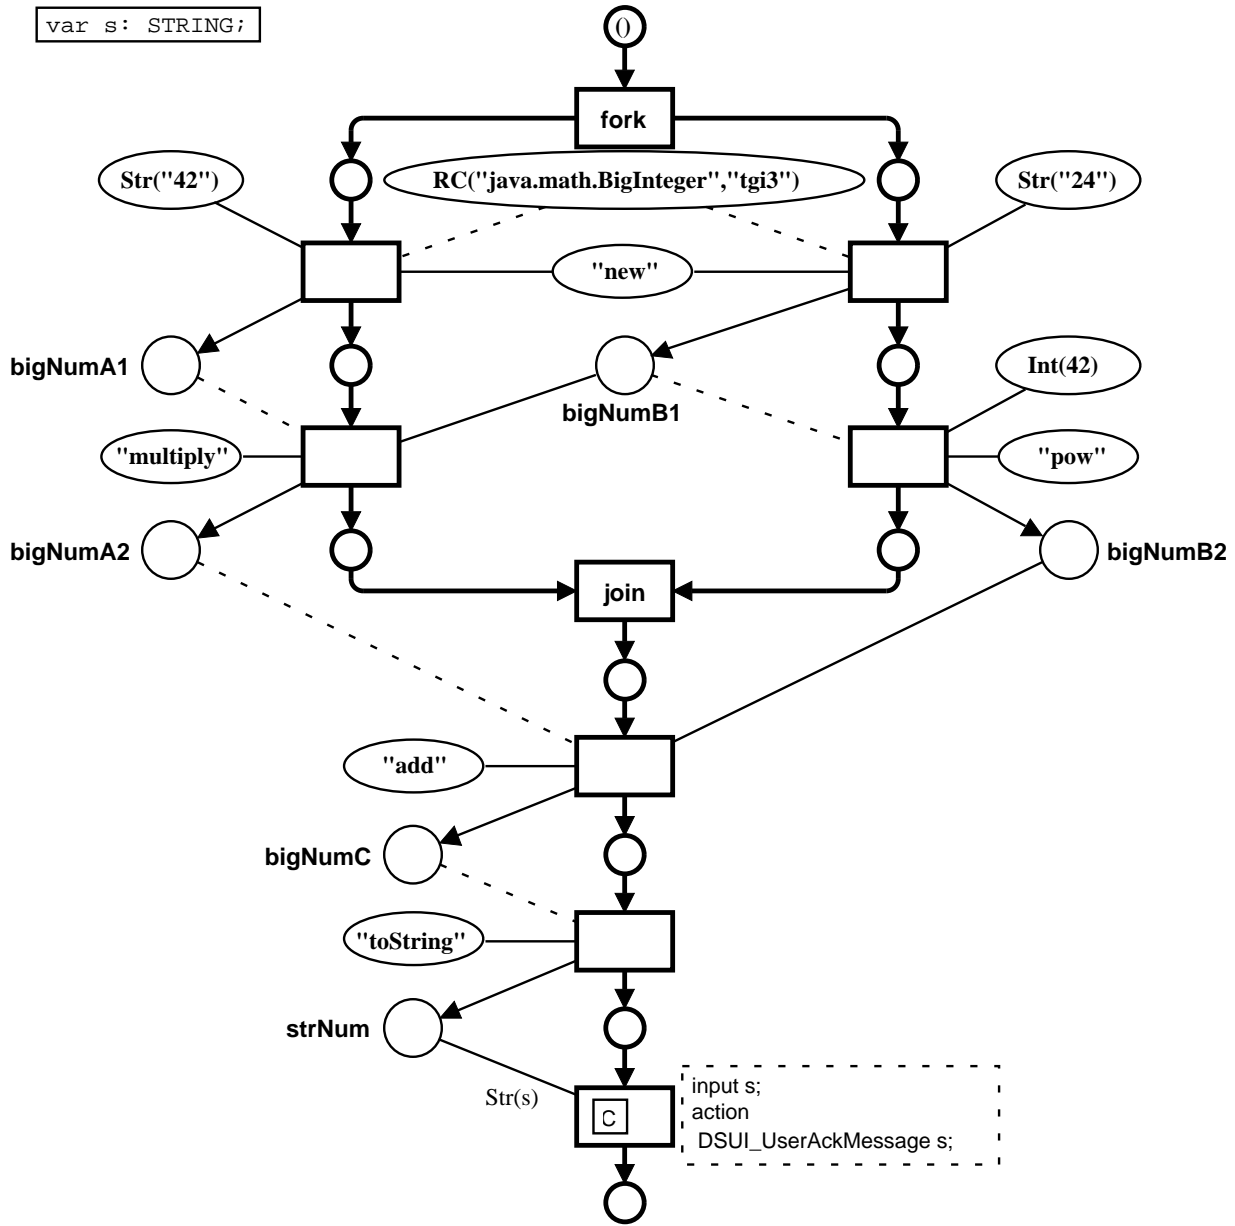 var s: STRING;
()
fork
Str("42")
RC("java.math.BigInteger","tgi3")
Str("24")
"new"
bigNumA1
bigNumB1
Int(42)
"multiply"
"pow"
bigNumA2
bigNumB2
join
"add"
bigNumC
"toString"
strNum
Str(s)
C
input s;
action
DSUI_UserAckMessage s;